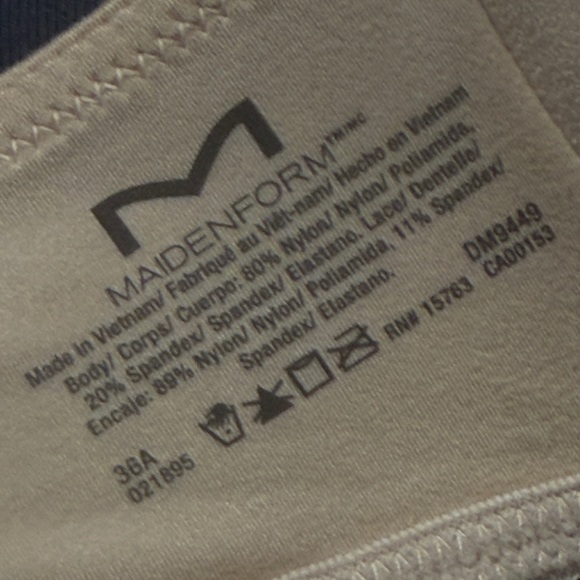 MAIDENFORM™/MC
Made in Vietnam/ Fabriqué au Viêt-nam/ Hecho en Vietnam
Body/ Corps/ Cuerpo: 80% Nylon/ Nylon/ Poliamida,
20% Spandex/ Spandex/ Elastano. Lace/ Dentelle/
Encaje: 89% Nylon/ Nylon/ Poliamida, 11% Spandex/
Spandex/ Elastano.
DM9449
RN# 15763 CA00153
36A
021895